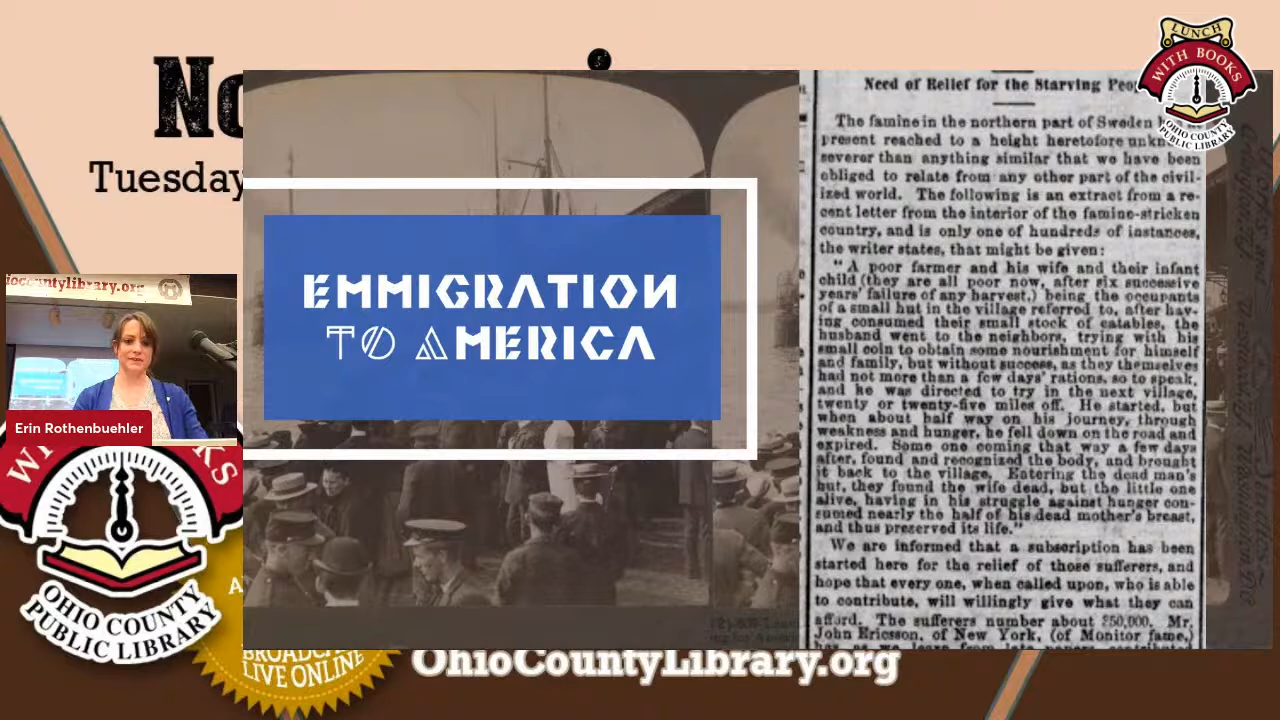 No
Tuesday
LUNCH
WITH BOOKS
OHIO COUNTY
PUBLIC LIBRARY
EMMIGRATION
TO AMERICA
Need of Relief for the Starving
The famine in the northern part of Sweden
present reached to a height heretofore
severer than anything similar that we have been
obliged to relate from any other part of the civil-
ized world. The following is an extract from a re-
cent letter from the interior of the famine-stricken
country, and is only one of hundreds of instances,
the writer states, that might be given:
"A poor farmer and his wife and their infant
child (they are all poor now, after six successive
years' failure of any harvest,) being the occupants
of a small hut in the village referred to, after hav-
ing consumed their small stock of eatables, the
husband went to the neighbors, trying with his
small coin to obtain some nourishment for himself
and family, but without success, as they themselves
had not more than a few days' rations, so to speak,
and he was directed to try in the next village,
twenty or twenty-five miles off. He started, but
when about half way on his journey, through
weakness and hunger, he fell down on the road and
expired. Some one coming that way a few days
after, found and recognized the body, and brought
it back to the village. Entering the dead man's
hut, they found the wife dead, but the little one
alive, having in his struggle against hunger con-
sumed nearly the half of his dead mother's breast,
and thus preserved its life."
We are informed that a subscription has been
started here for the relief of those sufferers, and
hope that every one, when called upon, who is able
to contribute, will willingly give what they can
afford. The sufferers number about 350,000. Mr.
John Ericsson, of New York, (of Monitor fame,)
ountylibrary.org
Erin Rothenbuehler
BOOKS
OHIO COUNTY
PUBLIC LIBRARY
BROADCAST
LIVE ONLINE
OhioCountyLibrary.org